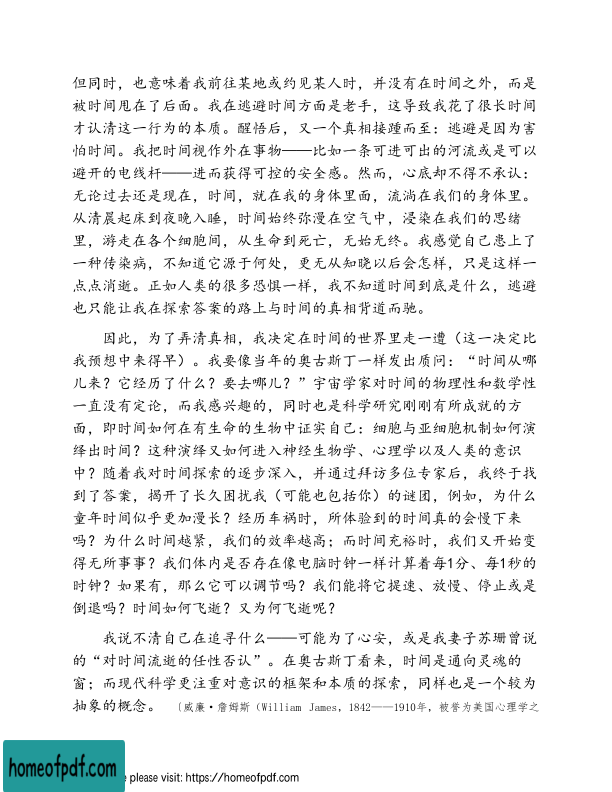 但同时，也意味着我前往某地或约见某人时，并没有在时间之外，而是
被时间甩在了后面。我在逃避时间方面是老手，这导致我花了很长时间
才认清这一行为的本质。醒悟后，又一个真相接踵而至：逃避是因为害
怕时间。我把时间视作外在事物——比如一条可进可出的河流或是可以
避开的电线杆——进而获得可控的安全感。然而，心底却不得不承认：
无论过去还是现在，时间，就在我的身体里面，流淌在我们的身体里。
从清晨起床到夜晚入睡，时间始终弥漫在空气中，浸染在我们的思绪
里，游走在各个细胞间，从生命到死亡，无始无终。我感觉自己患上了
一种传染病，不知道它源于何处，更无从知晓以后会怎样，只是这样一
点点消逝。正如人类的很多恐惧一样，我不知道时间到底是什么，逃避
也只能让我在探索答案的路上与时间的真相背道而驰。
因此，为了弄清真相，我决定在时间的世界里走一遭（这一决定比
我预想中来得早）。我要像当年的奥古斯丁一样发出质问：“时间从哪
儿来？它经历了什么？要去哪儿？”宇宙学家对时间的物理性和数学性
一直没有定论，而我感兴趣的，同时也是科学研究刚刚有所成就的方
面，即时间如何在有生命的生物中证实自己：细胞与亚细胞机制如何演
绎出时间？这种演绎又如何进入神经生物学、心理学以及人类的意识
中？随着我对时间探索的逐步深入，并通过拜访多位专家后，我终于找
到了答案，揭开了长久困扰我（可能也包括你）的谜团，例如，为什么
童年时间似乎更加漫长？经历车祸时，所体验到的时间真的会慢下来
吗？为什么时间越紧，我们的效率越高；而时间充裕时，我们又开始变
得无所事事？我们体内是否存在像电脑时钟一样计算着每1分、每1秒的
时钟？如果有，那么它可以调节吗？我们能将它提速、放慢、停止或是
倒退吗？时间如何飞逝？又为何飞逝呢？
我说不清自己在追寻什么——可能为了心安，或是我妻子苏珊曾说
的“对时间流逝的任性否认”。在奥古斯丁看来，时间是通向灵魂的
窗；而现代科学更注重对意识的框架和本质的探索，同样也是一个较为
抽象的概念。 〔威廉·詹姆斯（William James，1842——1910年，被誉为美国心理学之
homeofpdf.com
e please visit: https://homeofpdf.com